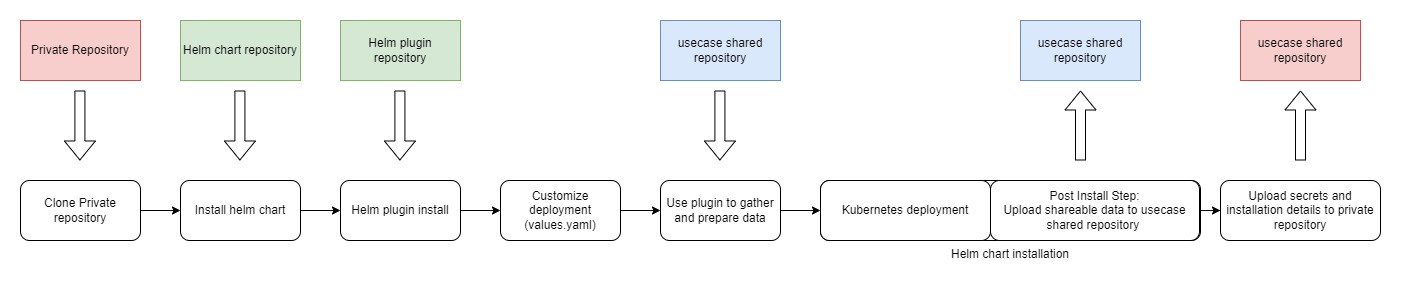 Private Repository
Helm chart repository
Helm plugin
repository
usecase shared
repository
usecase shared
repository
usecase shared
repository
Clone Private
repository
Install helm chart
Helm plugin install
Customize
deployment
(values.yaml)
Use plugin to gather
and prepare data
Kubernetes deployment
Post Install Step:
Upload shareable data to usecase
shared repository
Upload secrets and
installation details to private
repository
Helm chart installation